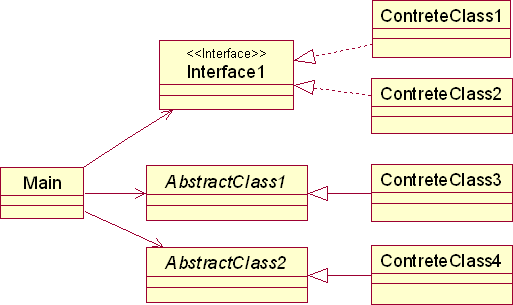 ContreteClass1
<<Interface>>
Interface1
ContreteClass2
Main
AbstractClass1
ContreteClass3
AbstractClass2
ContreteClass4